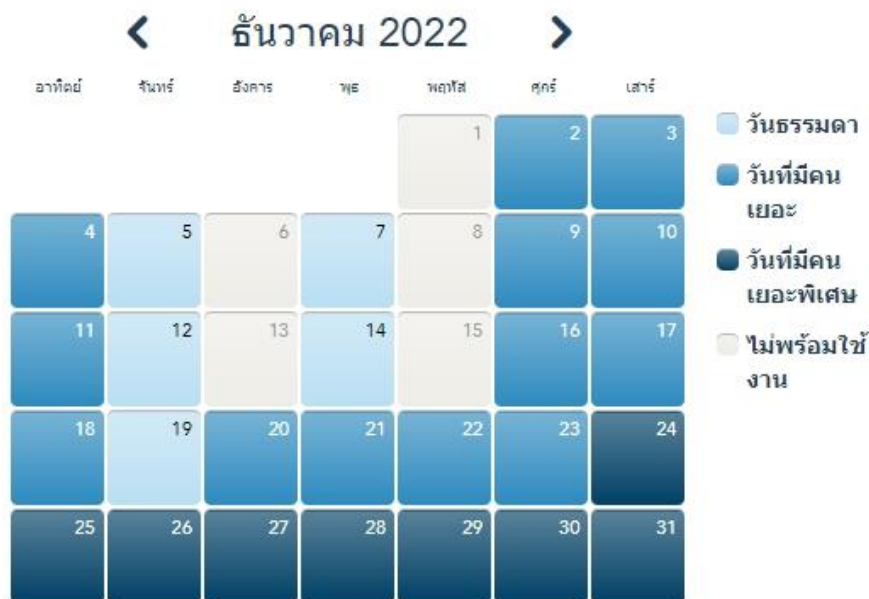 ธันวาคม 2022
อาทิตย์ จันทร์ อังคาร พุธ พฤหัส ศุกร์ เสาร์
1 2 3
4 5 6 7 8 9 10
11 12 13 14 15 16 17
18 19 20 21 22 23 24
25 26 27 28 29 30 31
วันธรรมดา
วันที่มีคน
เยอะ
วันที่มีคน
เยอะพิเศษ
ไม่พร้อมใช้
งาน